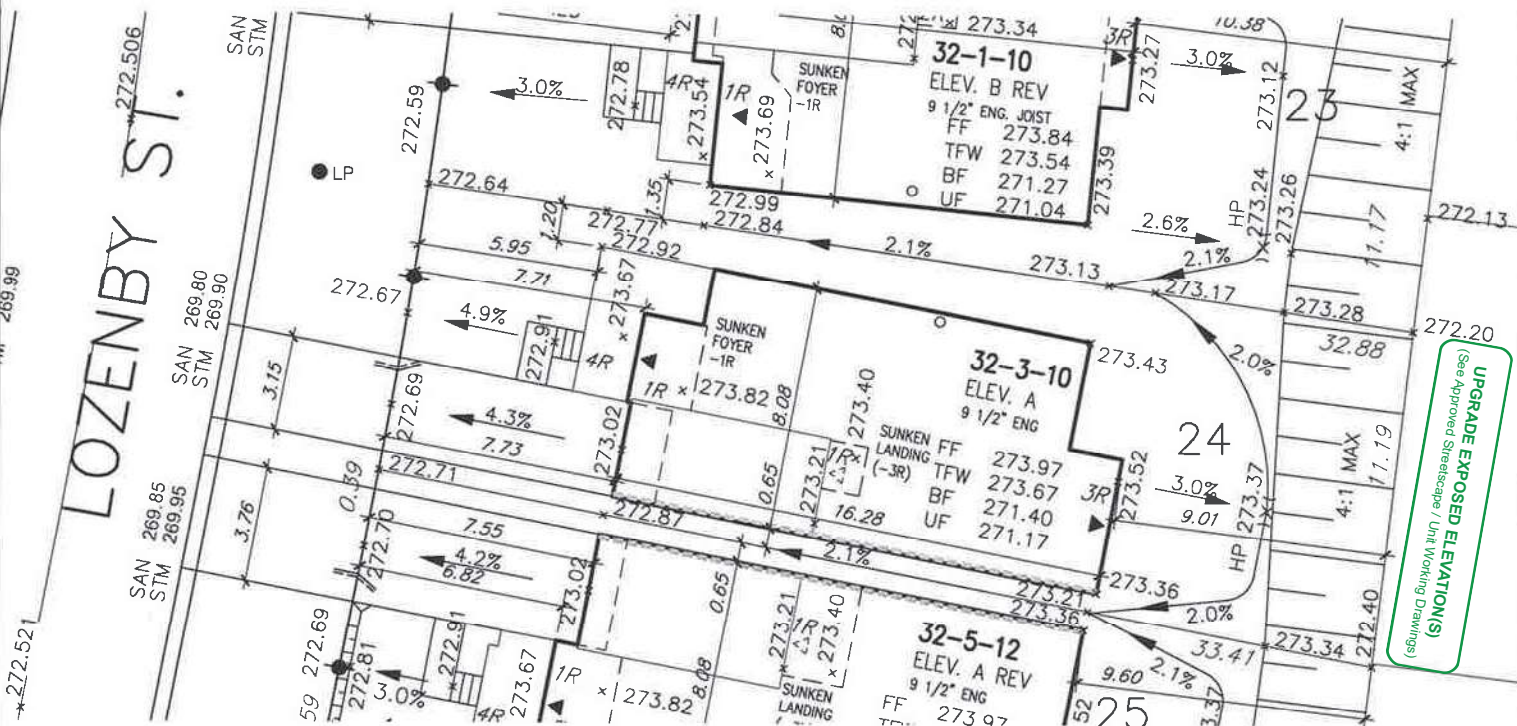 LOZENBY ST.
272.506
SAN
STM
269.99
SAN 269.80
STM 269.90
SAN 269.85
STM 269.95
272.521
LP
3.15
3.76
272.59
3.0%
272.78
4R
273.54
1R
273.69
SUNKEN
FOYER
-1R
273.34
32-1-10
ELEV. B REV
9 1/2" ENG. JOIST
FF 273.84
TFW 273.54
BF 271.27
UF 271.04
3R
273.27
10.38
3.0%
273.12
23
4:1 MAX
273.39
272.64
1.20
1.35
272.77
272.99
272.84
272.92
2.1%
2.6%
HP 273.24
273.26
11.17
272.13
5.95
7.71
272.67
4.9%
273.67
272.91
4R
SUNKEN
FOYER
-1R
1R
273.82
273.13
2.1%
273.17
273.28
272.20
32.88
2.0%
273.43
32-3-10
ELEV. A
9 1/2" ENG
SUNKEN
LANDING
(-3R)
FF 273.97
TFW 273.67
BF 271.40
UF 271.17
8.08
273.40
1R
273.21
0.65
16.28
3R
273.52
24
3.0%
9.01
HP 273.37
4:1 MAX
11.19
272.69
4.3%
7.73
273.02
272.71
0.39
272.87
272.70
7.55
4.2%
6.82
273.02
2.1%
273.21
273.36
273.36
2.0%
273.34
272.40
33.41
272.69
272.81
3.0%
272.91
4R
273.67
1R
273.82
8.08
0.65
273.21
1R
273.40
SUNKEN
LANDING
32-5-12
ELEV. A REV
9 1/2" ENG
FF 273.97
9.60
2.1%
25
UPGRADE EXPOSED ELEVATION(S)
(See Approved Streetscape / Unit Working Drawings)